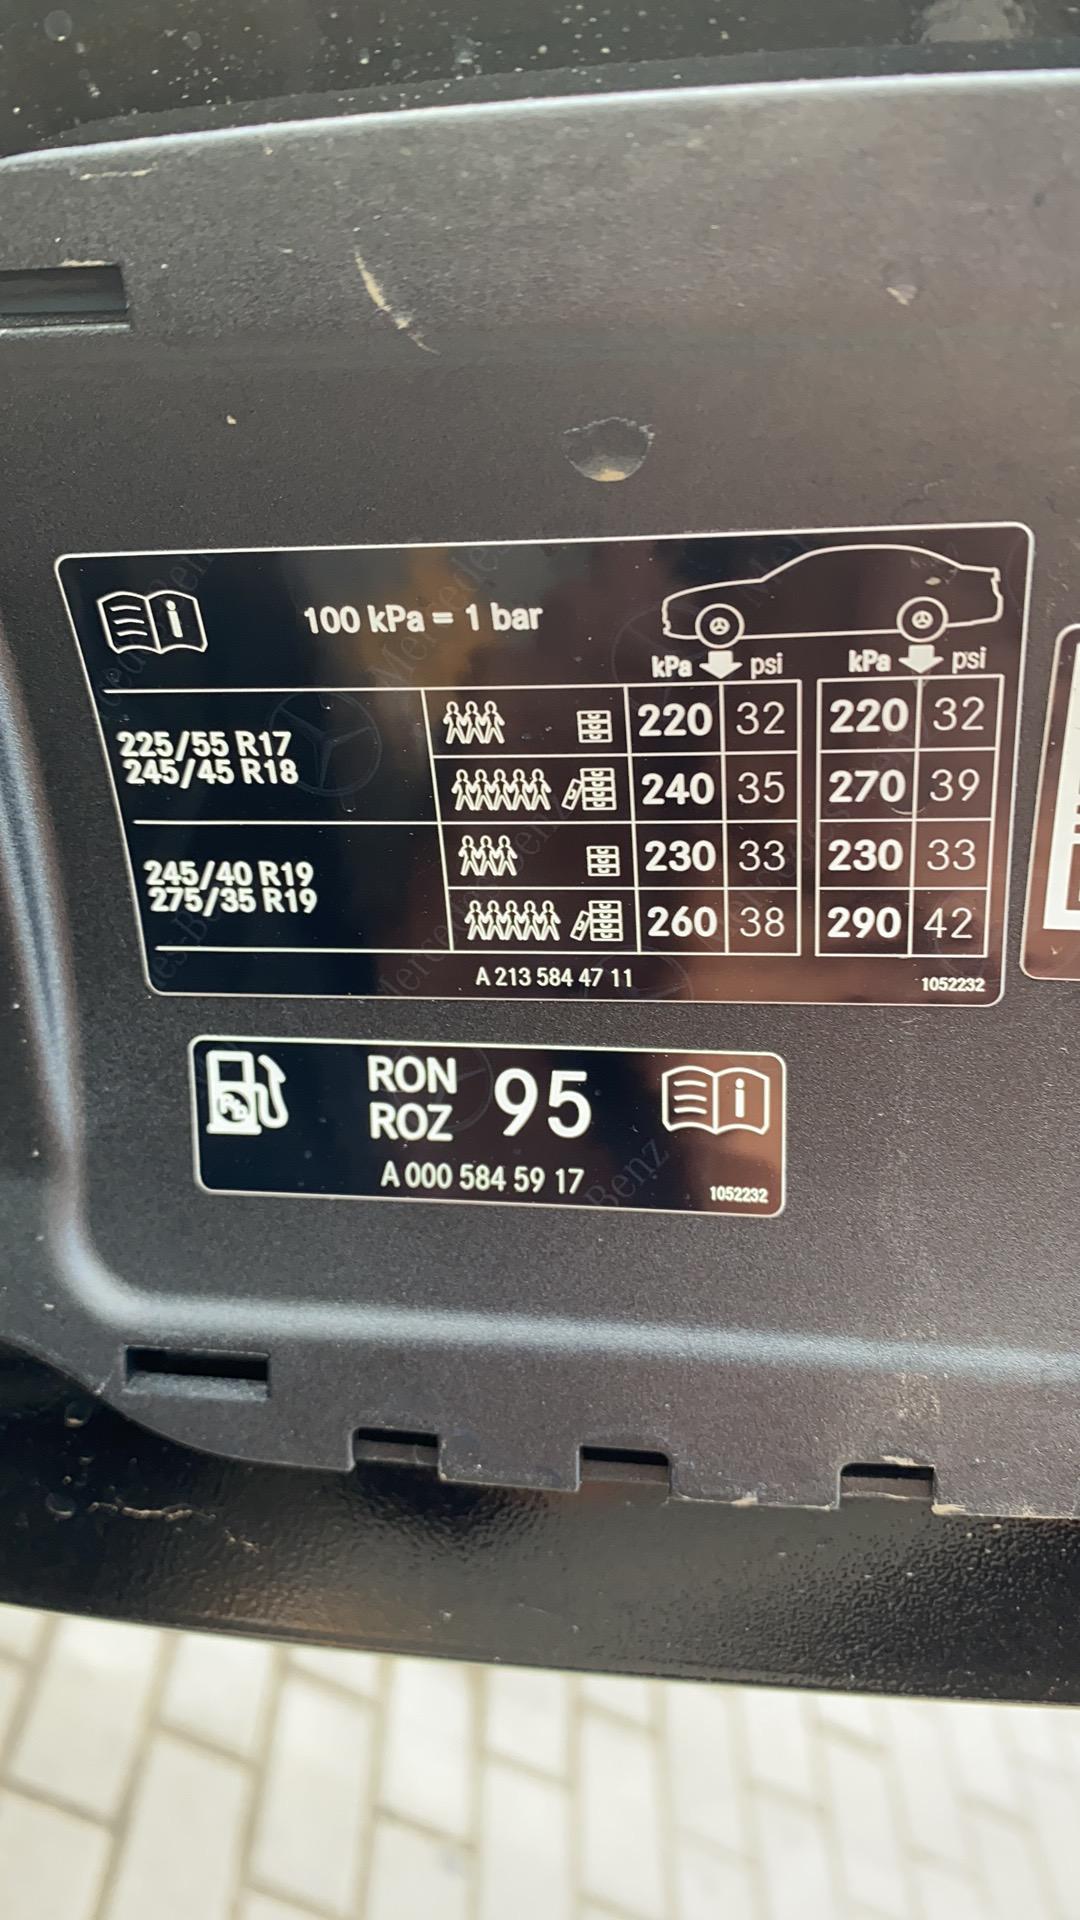 i
100 kPa = 1 bar
kPa psi kPa psi
225/55 R17
245/45 R18
220 32 220 32
240 35 270 39
245/40 R19
275/35 R19
230 33 230 33
260 38 290 42
A 213 584 47 11
1052232
RON
ROZ
95
i
A 000 584 59 17
1052232